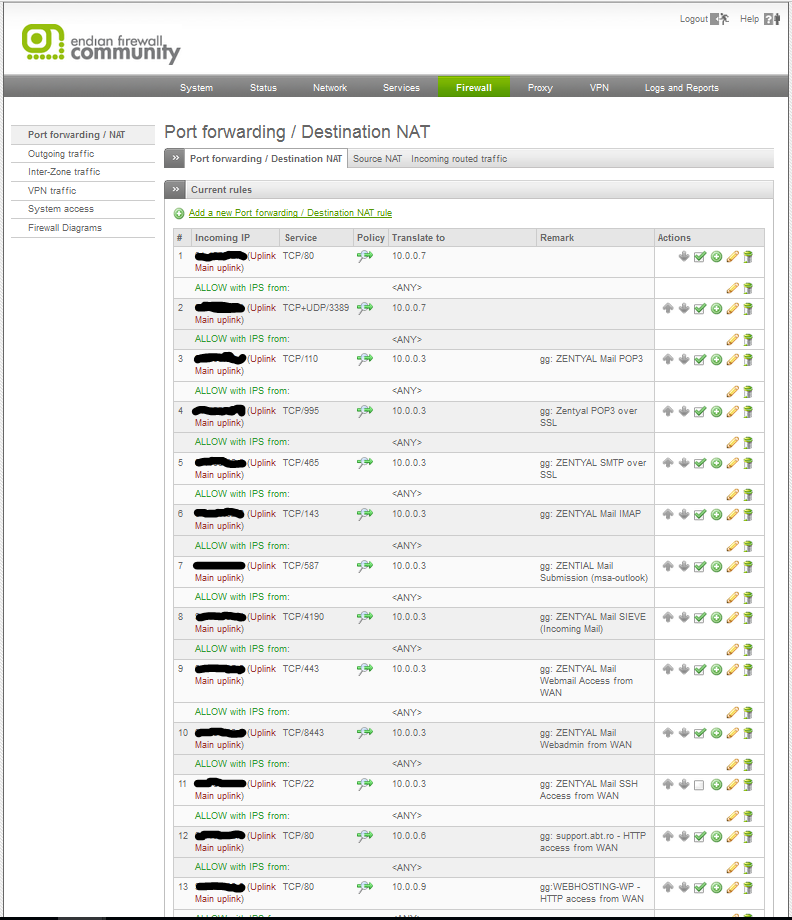 Logout Help
endian firewall
community
System Status Network Services Firewall Proxy VPN Logs and Reports
Port forwarding / NAT
Outgoing traffic
Inter-Zone traffic
VPN traffic
System access
Firewall Diagrams
Port forwarding / Destination NAT
>> Port forwarding / Destination NAT Source NAT Incoming routed traffic
>> Current rules
Add a new Port forwarding / Destination NAT rule
# Incoming IP Service Policy Translate to Remark Actions
1 (Uplink TCP/80 10.0.0.7
Main uplink)
ALLOW with IPS from: <ANY>
2 (Uplink TCP+UDP/3389 10.0.0.7
Main uplink)
ALLOW with IPS from: <ANY>
3 (Uplink TCP/110 10.0.0.3 gg: ZENTYAL Mail POP3
Main uplink)
ALLOW with IPS from: <ANY>
4 (Uplink TCP/995 10.0.0.3 gg: Zentyal POP3 over
Main uplink) SSL
ALLOW with IPS from: <ANY>
5 (Uplink TCP/465 10.0.0.3 gg: ZENTYAL SMTP over
Main uplink) SSL
ALLOW with IPS from: <ANY>
6 (Uplink TCP/143 10.0.0.3 gg: ZENTYAL Mail IMAP
Main uplink)
ALLOW with IPS from: <ANY>
7 (Uplink TCP/587 10.0.0.3 gg: ZENTIAL Mail
Main uplink) Submission (msa-outlook)
ALLOW with IPS from: <ANY>
8 (Uplink TCP/4190 10.0.0.3 gg: ZENTYAL Mail SIEVE
Main uplink) (Incoming Mail)
ALLOW with IPS from: <ANY>
9 (Uplink TCP/443 10.0.0.3 gg: ZENTYAL Mail
Main uplink) Webmail Access from
WAN
ALLOW with IPS from: <ANY>
10 (Uplink TCP/8443 10.0.0.3 gg: ZENTYAL Mail
Main uplink) Webadmin from WAN
ALLOW with IPS from: <ANY>
11 (Uplink TCP/22 10.0.0.3 gg: ZENTYAL Mail SSH
Main uplink) Access from WAN
ALLOW with IPS from: <ANY>
12 (Uplink TCP/80 10.0.0.6 gg: support.abt.ro - HTTP
Main uplink) access from WAN
ALLOW with IPS from: <ANY>
13 (Uplink TCP/80 10.0.0.9 gg:WEBHOSTING-WP -
Main uplink) HTTP access from WAN